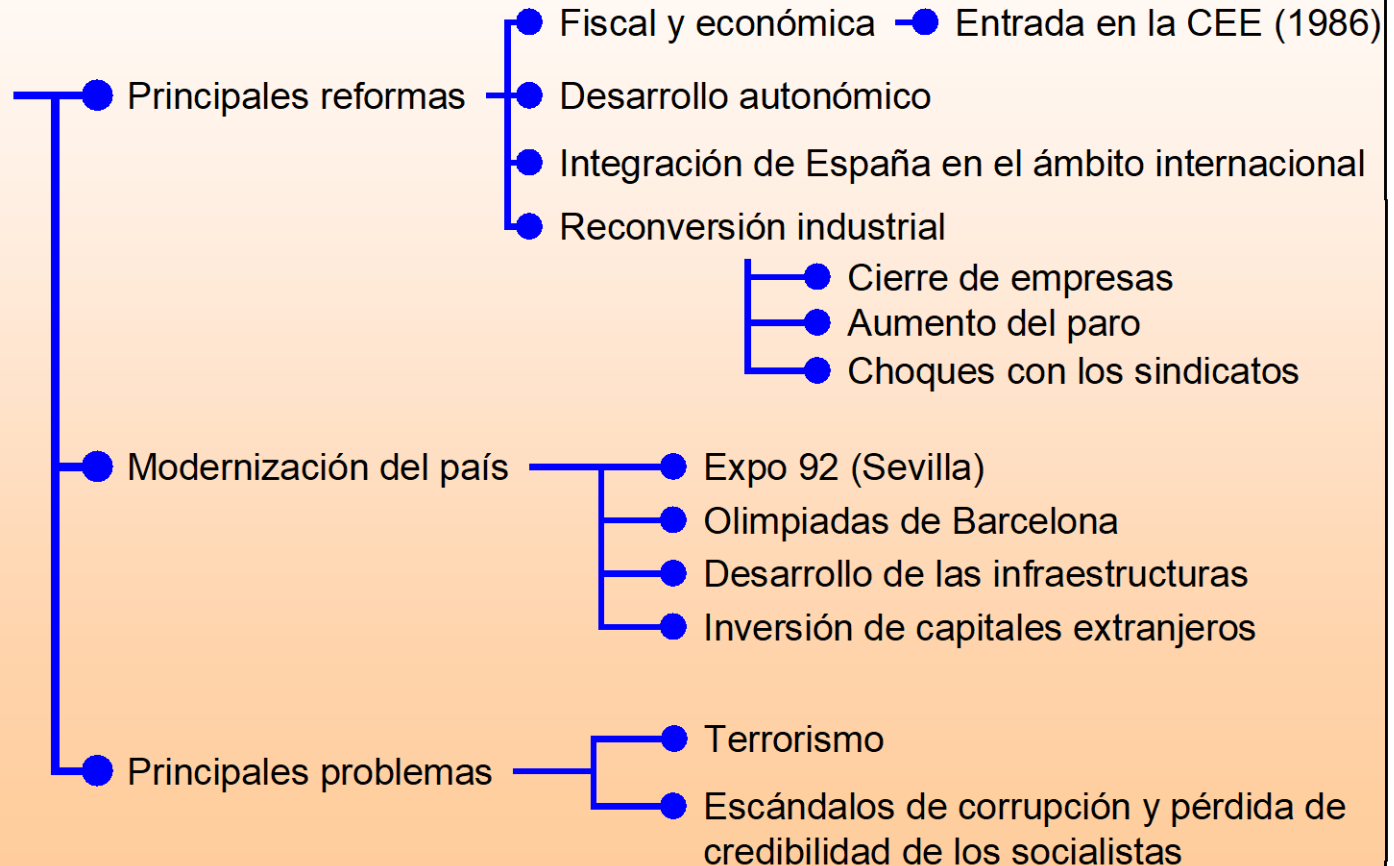 Fiscal y económica
Entrada en la CEE (1986)
Principales reformas
Desarrollo autonómico
Integración de España en el ámbito internacional
Reconversión industrial
Cierre de empresas
Aumento del paro
Choques con los sindicatos
Modernización del país
Expo 92 (Sevilla)
Olimpiadas de Barcelona
Desarrollo de las infraestructuras
Inversión de capitales extranjeros
Principales problemas
Terrorismo
Escándalos de corrupción y pérdida de
credibilidad de los socialistas